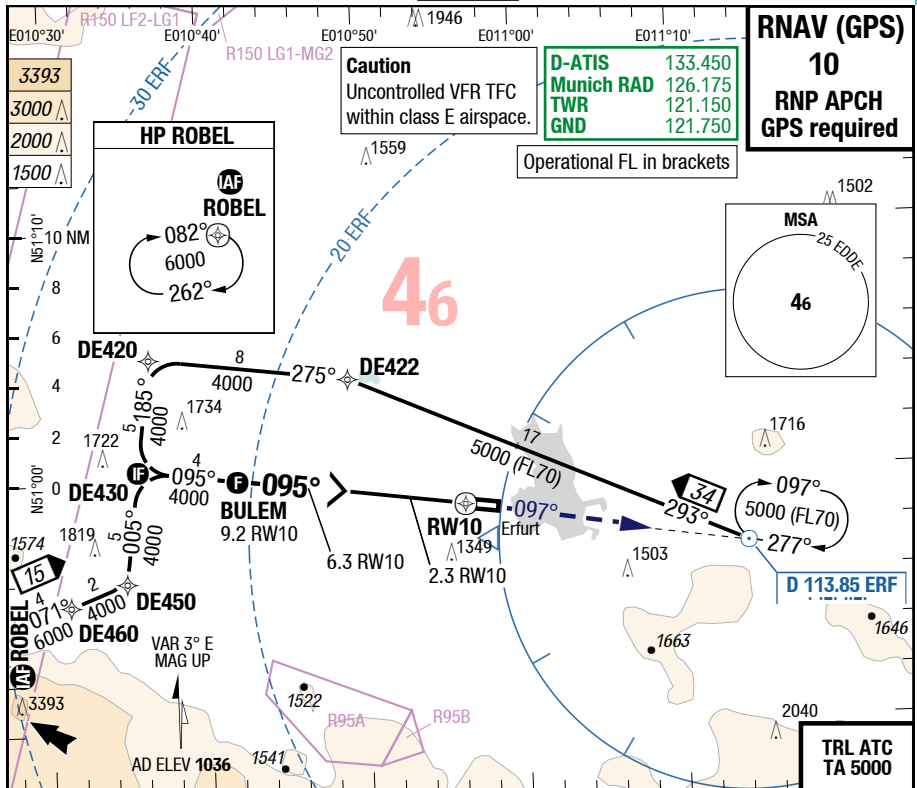 R150 LF2-LG1
1946
E010°30'
E010°40'
E010°50'
E011°00'
E011°10'
R150 LG1-MG2
RNAV (GPS)
10
RNP APCH
GPS required
Caution
Uncontrolled VFR TFC
within class E airspace.
D-ATIS 133.450
Munich RAD 126.175
TWR 121.150
GND 121.750
Operational FL in brackets
3393
3000
2000
1500
30 ERF
20 ERF
HP ROBEL
IAF
ROBEL
082°
6000
262°
1559
1502
MSA
25 EDDE
46
46
N51°10'
10 NM
8
6
4
2
0
N51°00'
DE420
8
4000
275°
DE422
185°
5
4000
1734
1722
17
5000 (FL70)
1716
IF
DE430
4
095°
4000
F
BULEM
9.2 RW10
095°
6.3 RW10
2.3 RW10
RW10
097°
Erfurt
34
293°
097°
5000 (FL70)
277°
D 113.85 ERF
1349
1503
1574
1819
005°
5
4000
15
4
071°
6000
2
4000
DE450
DE460
IAF ROBEL
3393
VAR 3° E
MAG UP
AD ELEV 1036
1522
R95A
R95B
1541
1663
1646
2040
TRL ATC
TA 5000